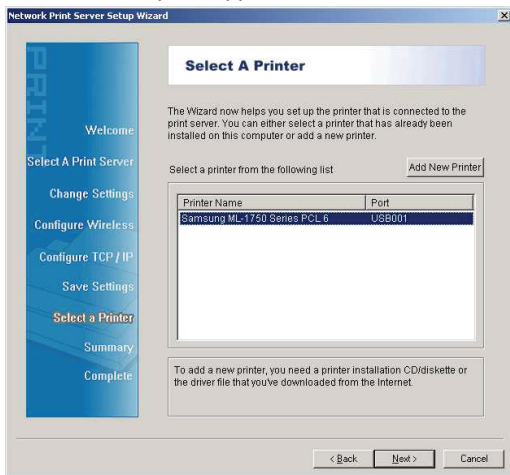 Network Print Server Setup Wizard
PRINT
Select A Printer
The Wizard now helps you set up the printer that is connected to the
print server. You can either select a printer that has already been
installed on this computer or add a new printer.
Welcome
Select A Print Server
Change Settings
Configure Wireless
Configure TCP / IP
Save Settings
Select a Printer
Summary
Complete
Select a printer from the following list
Add New Printer
Printer Name Port
Samsung ML-1750 Series PCL 6 USB001
To add a new printer, you need a printer installation CD/diskette or
the driver file that you've downloaded from the Internet.
< Back Next > Cancel